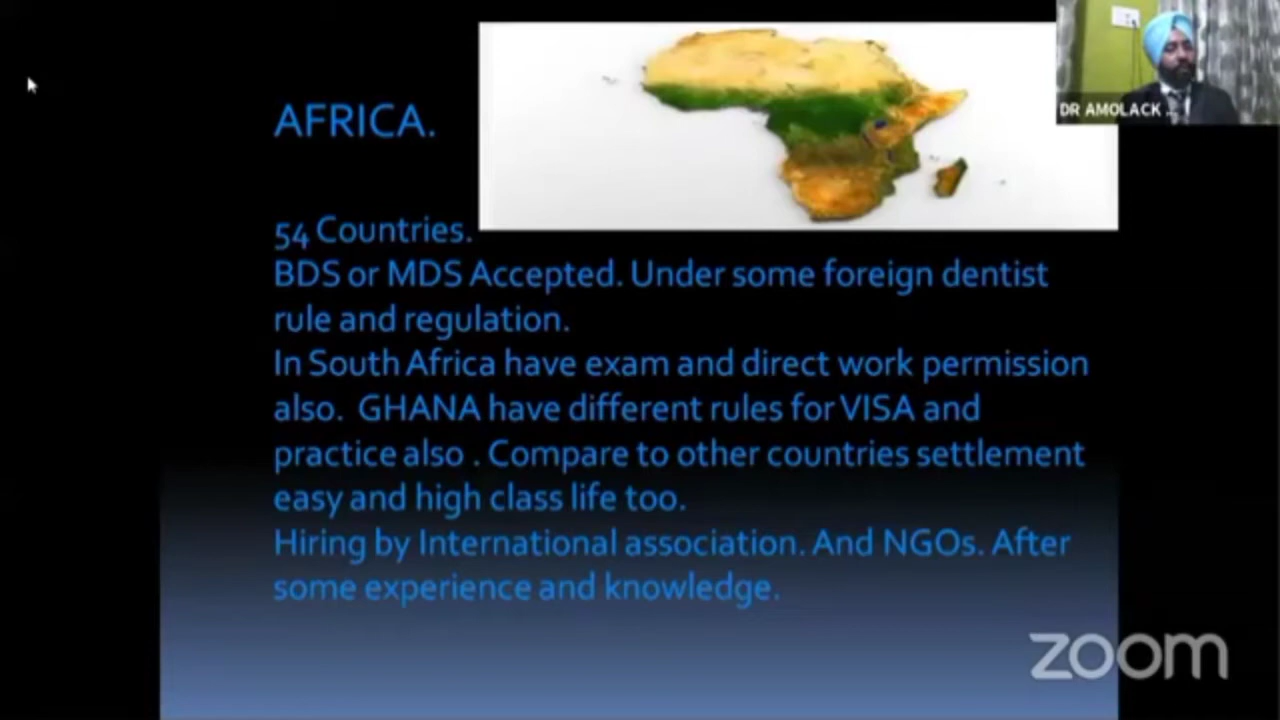 DR AMOLACK ...
AFRICA.
54 Countries.
BDS or MDS Accepted. Under some foreign dentist
rule and regulation.
In South Africa have exam and direct work permission
also. GHANA have different rules for VISA and
practice also . Compare to other countries settlement
easy and high class life too.
Hiring by International association. And NGOs. After
some experience and knowledge.
zoom